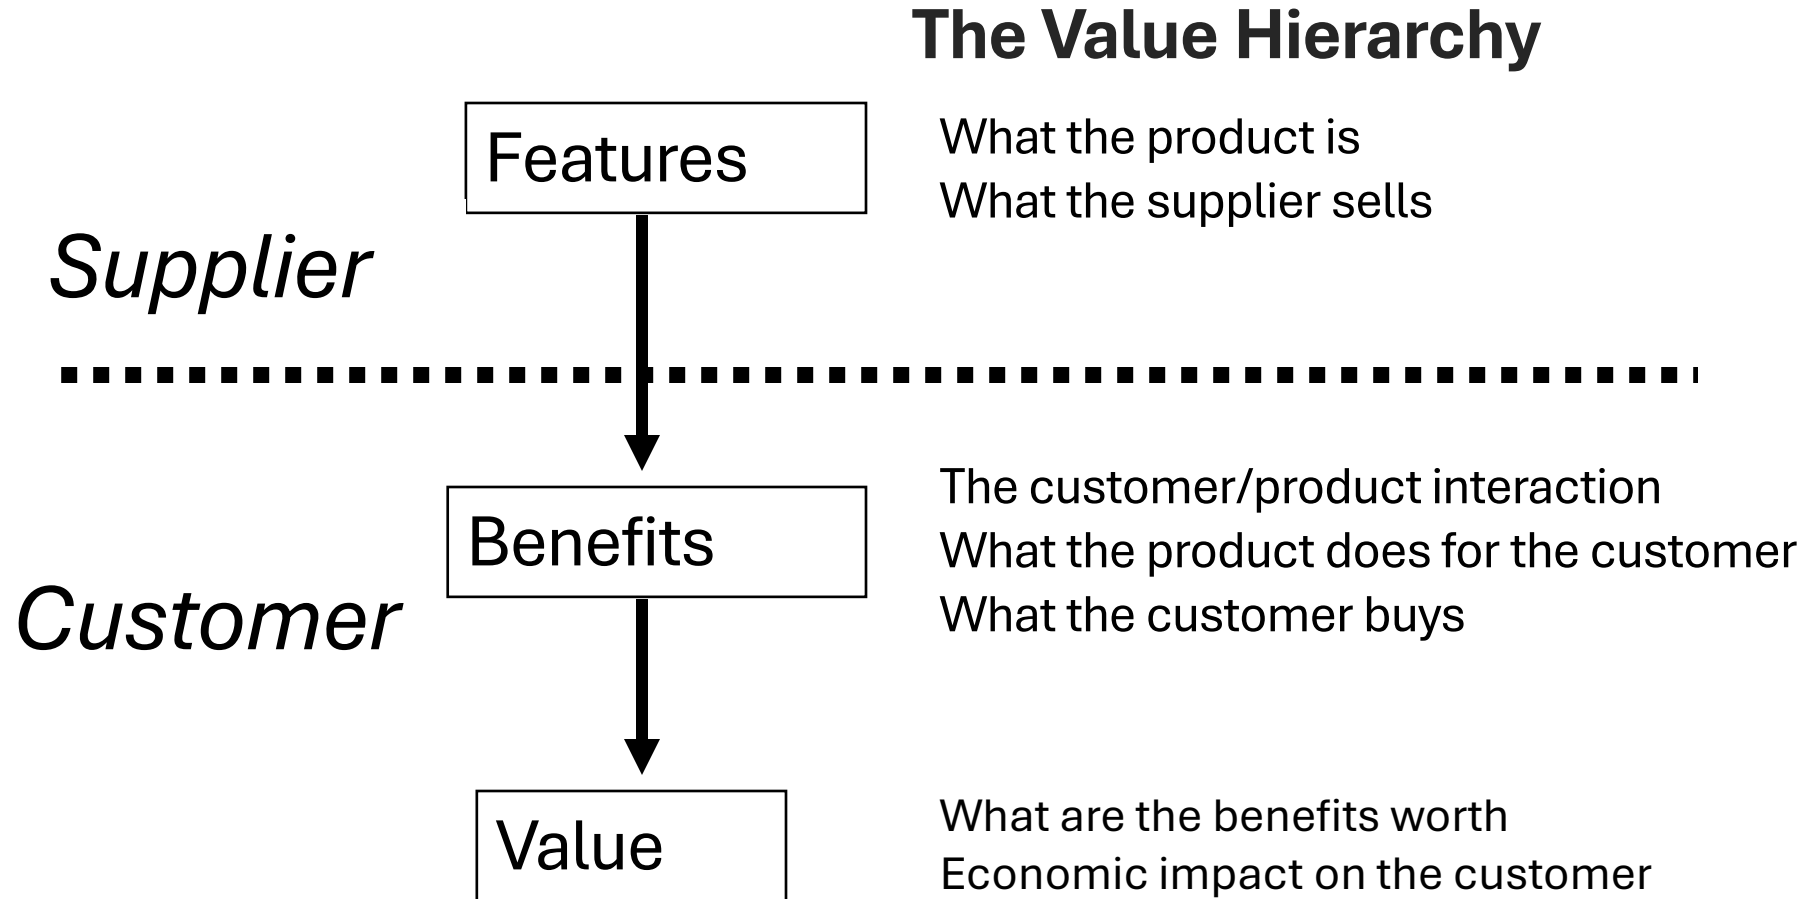 The Value Hierarchy
Features
What the product is
What the supplier sells
Supplier
Benefits
The customer/product interaction
What the product does for the customer
What the customer buys
Customer
Value
What are the benefits worth
Economic impact on the customer